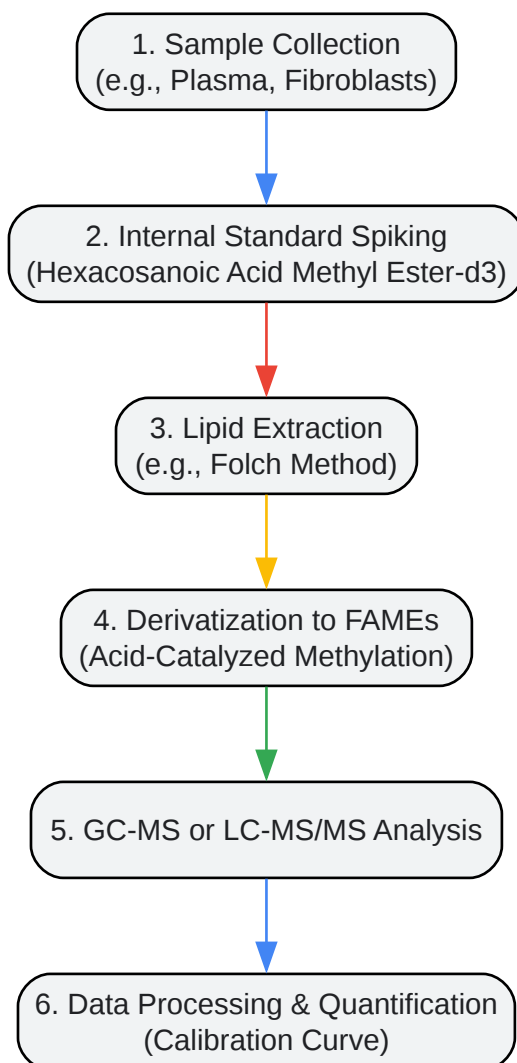 1. Sample Collection
(e.g., Plasma, Fibroblasts)
2. Internal Standard Spiking
(Hexacosanoic Acid Methyl Ester-d3)
3. Lipid Extraction
(e.g., Folch Method)
4. Derivatization to FAMEs
(Acid-Catalyzed Methylation)
5. GC-MS or LC-MS/MS Analysis
6. Data Processing & Quantification
(Calibration Curve)